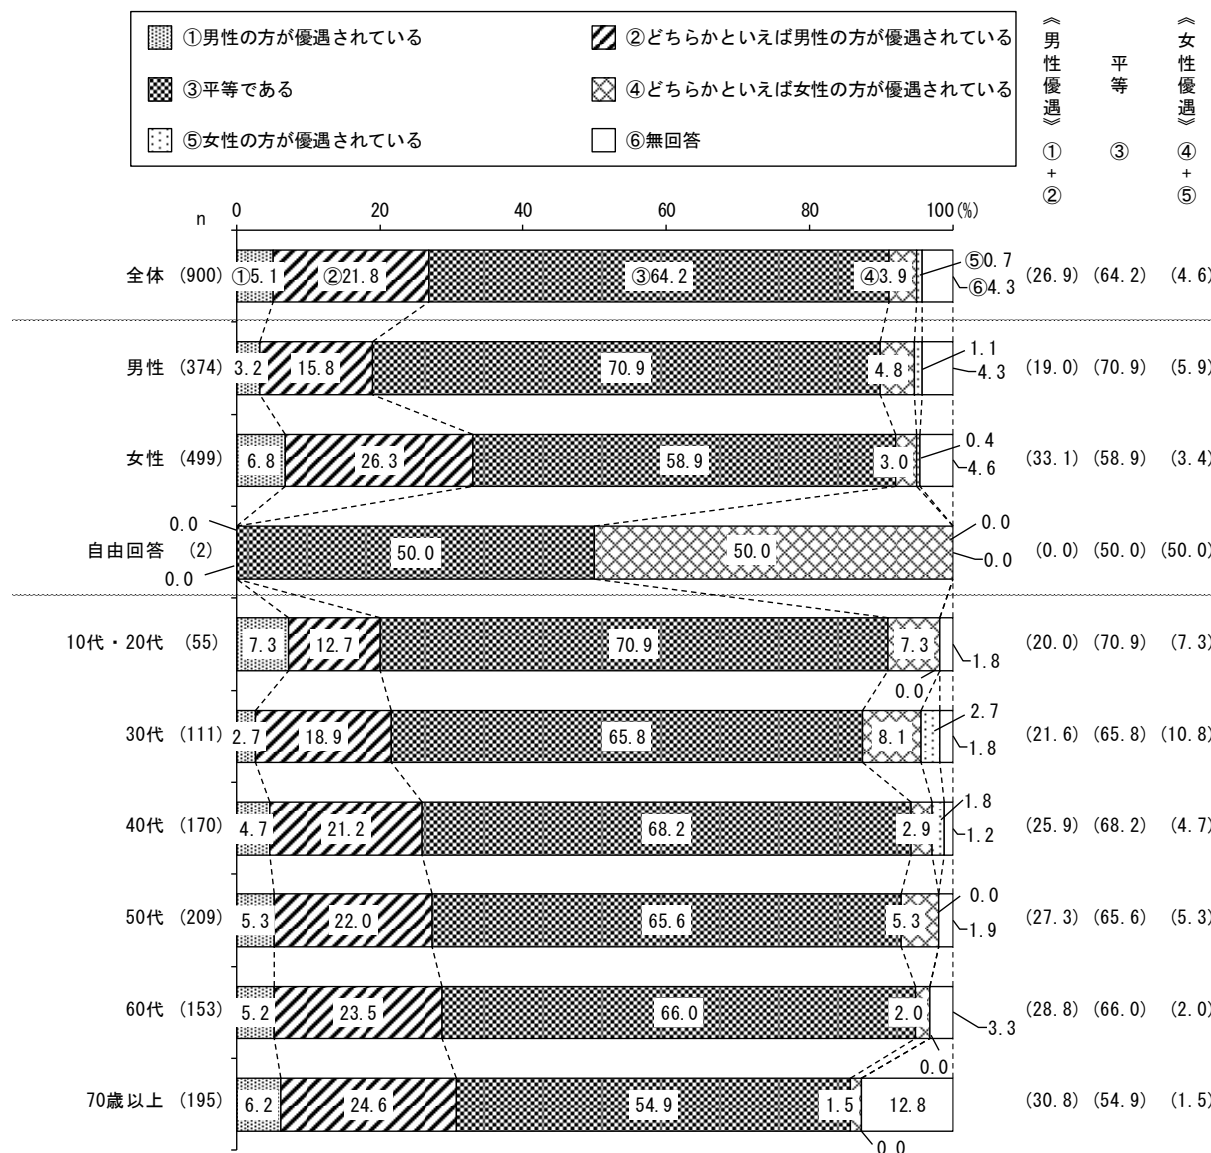 ①男性の方が優遇されている ②どちらかといえば男性の方が優遇されている
③平等である ④どちらかといえば女性の方が優遇されている
⑤女性の方が優遇されている ⑥無回答
《男性優遇》①+②
平等 ③
《女性優遇》④+⑤
n 0 20 40 60 80 100(%)
全体 (900) ①5.1 ②21.8 ③64.2 ④3.9 ⑤0.7 ⑥4.3 (26.9) (64.2) (4.6)
男性 (374) 3.2 15.8 70.9 4.8 1.1 4.3 (19.0) (70.9) (5.9)
女性 (499) 6.8 26.3 58.9 3.0 0.4 4.6 (33.1) (58.9) (3.4)
自由回答 (2) 0.0 0.0 50.0 50.0 0.0 0.0 (0.0) (50.0) (50.0)
10代・20代 (55) 7.3 12.7 70.9 7.3 0.0 1.8 (20.0) (70.9) (7.3)
30代 (111) 2.7 18.9 65.8 8.1 2.7 1.8 (21.6) (65.8) (10.8)
40代 (170) 4.7 21.2 68.2 2.9 1.8 1.2 (25.9) (68.2) (4.7)
50代 (209) 5.3 22.0 65.6 5.3 0.0 1.9 (27.3) (65.6) (5.3)
60代 (153) 5.2 23.5 66.0 2.0 0.0 3.3 (28.8) (66.0) (2.0)
70歳以上 (195) 6.2 24.6 54.9 1.5 0.0 12.8 (30.8) (54.9) (1.5)